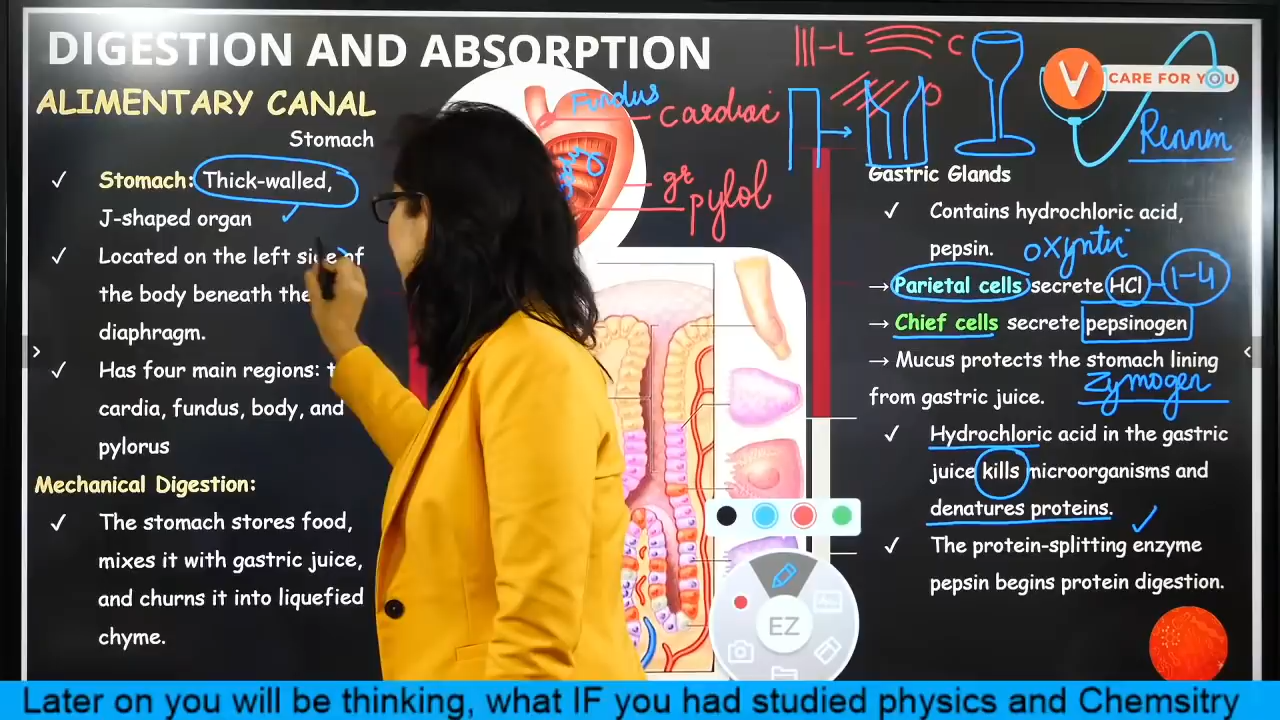 DIGESTION AND ABSORPTION
ALIMENTARY CANAL
Stomach
✓ Stomach: Thick-walled,
J-shaped organ
✓ Located on the left side of
the body beneath the
diaphragm.
✓ Has four main regions:
cardia, fundus, body, and
pylorus
Mechanical Digestion:
✓ The stomach stores food,
mixes it with gastric juice,
and churns it into liquefied
chyme.
Fundus
cardiac
pylol
L
C
O
V CARE FOR YOU
Rennin
Gastric Glands
✓ Contains hydrochloric acid,
pepsin.
oxyntic
→ Parietal cells secrete HCl - 1-4
→ Chief cells secrete pepsinogen
→ Mucus protects the stomach lining
from gastric juice.
Zymogen
✓ Hydrochloric acid in the gastric
juice kills microorganisms and
denatures proteins.
✓ The protein-splitting enzyme
pepsin begins protein digestion.
EZ
Later on you will be thinking, what IF you had studied physics and Chemsitry